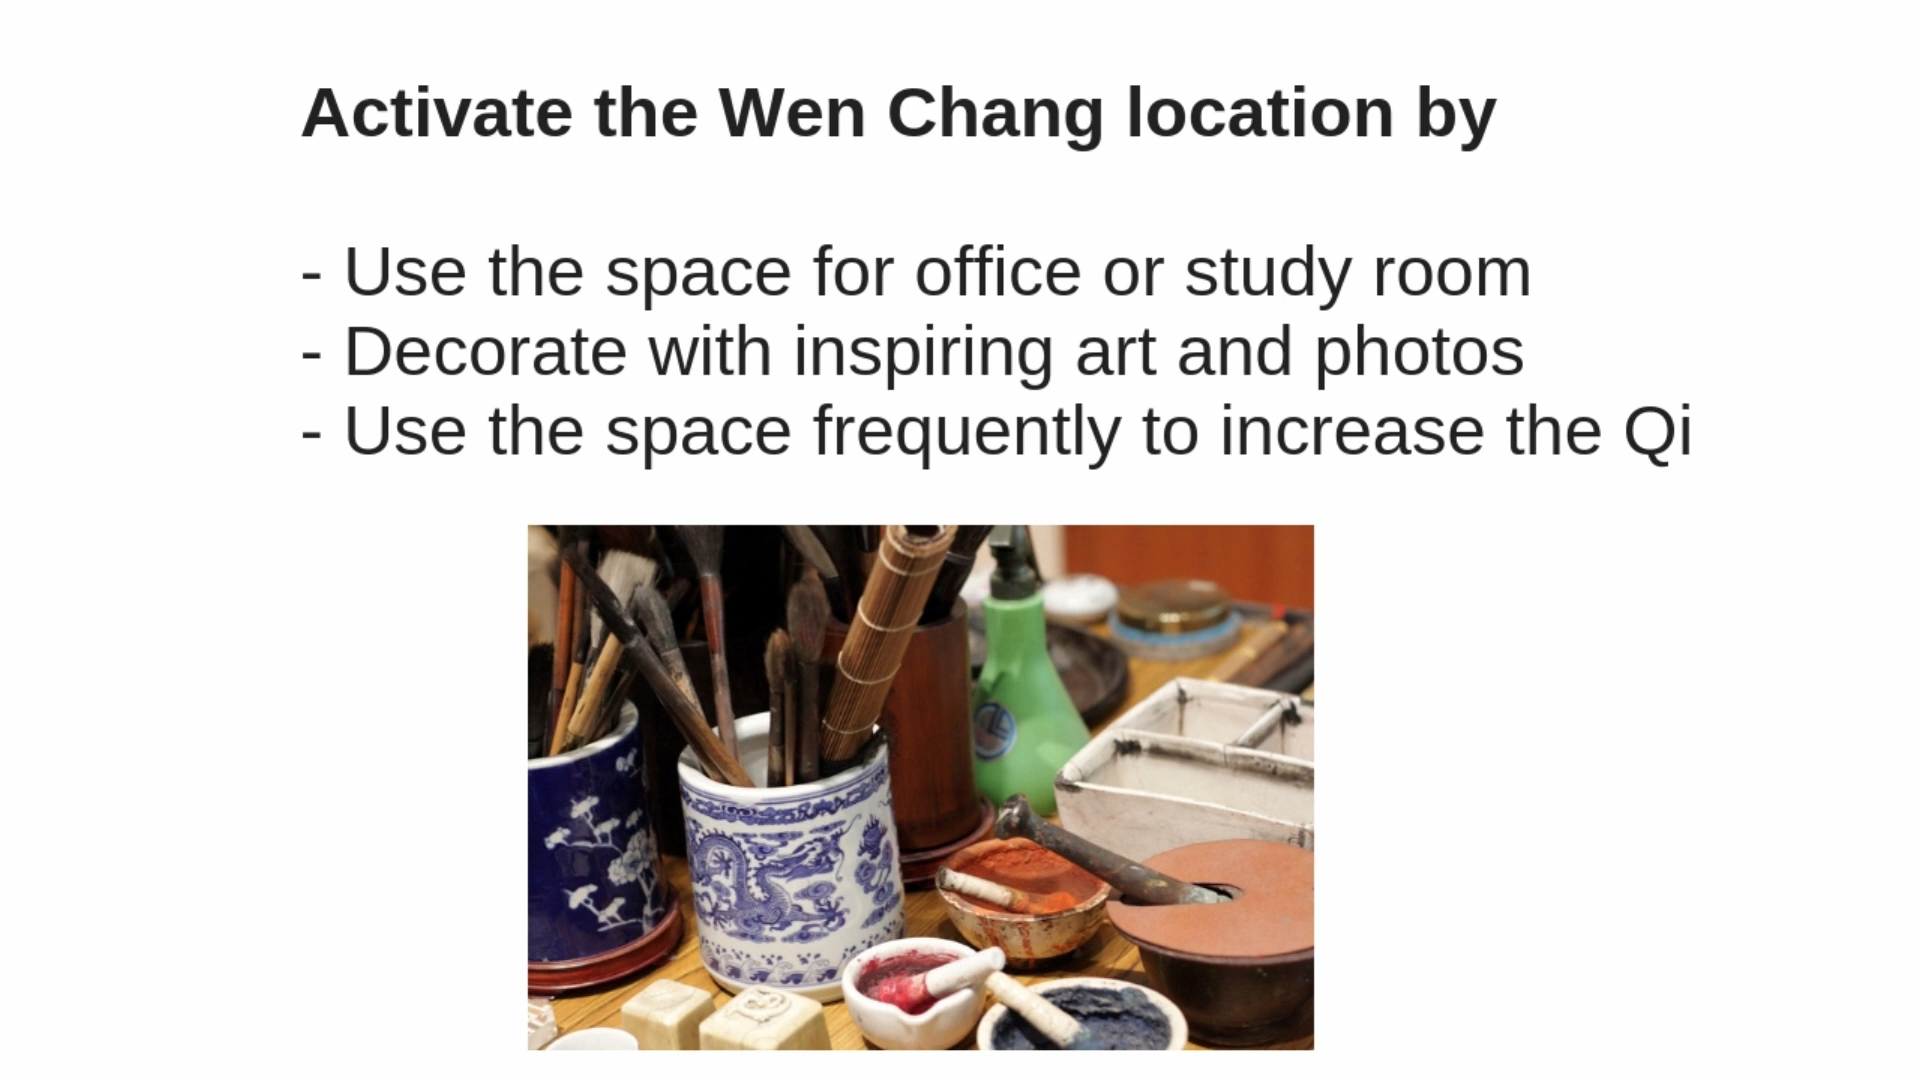 Activate the Wen Chang location by
- Use the space for office or study room
- Decorate with inspiring art and photos
- Use the space frequently to increase the Qi